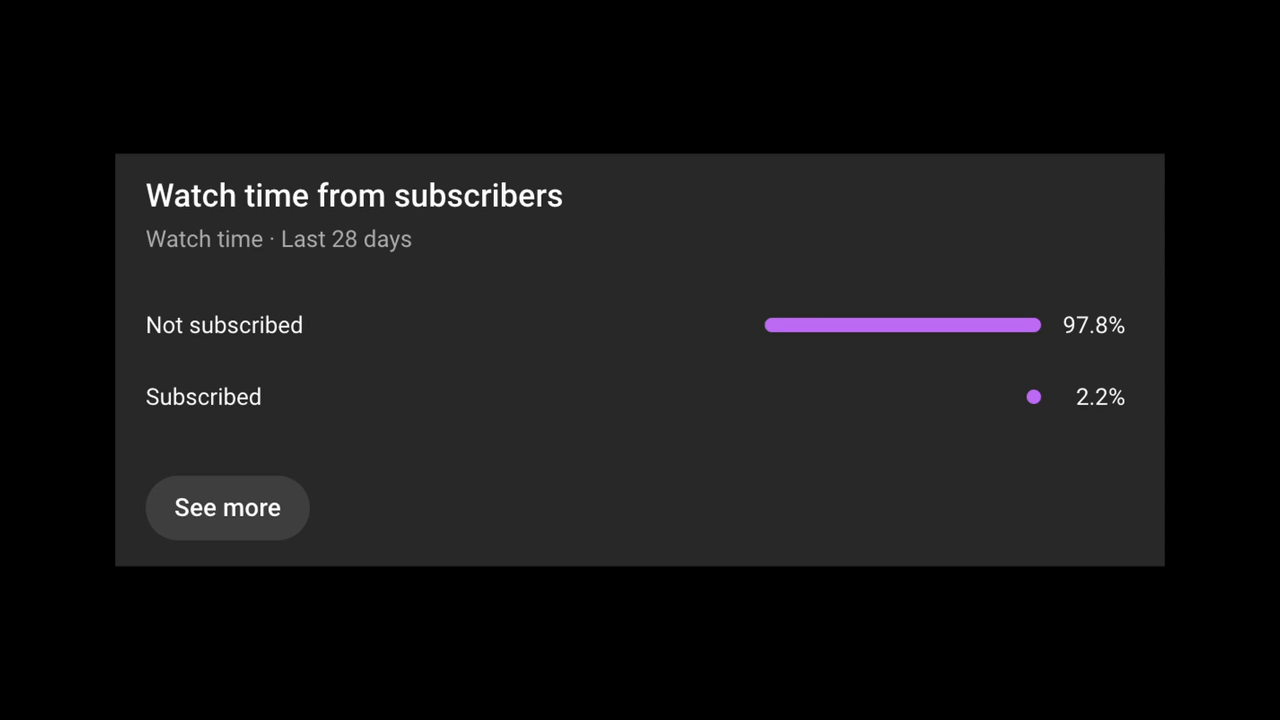 Watch time from subscribers
Watch time · Last 28 days
Not subscribed 97.8%
Subscribed 2.2%
See more